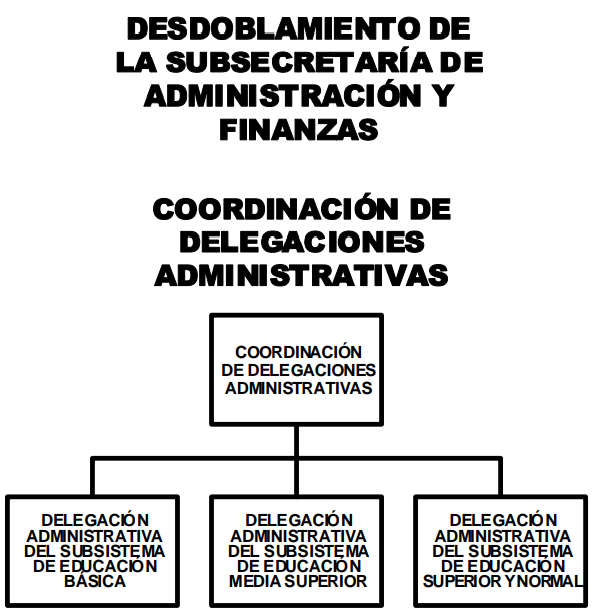 DESDOBLAMIENTO DE
LA SUBSECRETARÍA DE
ADMINISTRACIÓN Y
FINANZAS
COORDINACIÓN DE
DELEGACIONES
ADMINISTRATIVAS
COORDINACIÓN
DE DELEGACIONES
ADMINISTRATIVAS
DELEGACIÓN
ADMINISTRATIVA
DEL SUBSISTEMA
DE EDUCACIÓN
BÁSICA
DELEGACIÓN
ADMINISTRATIVA
DEL SUBSISTEMA
DE EDUCACIÓN
MEDIA SUPERIOR
DELEGACIÓN
ADMINISTRATIVA
DEL SUBSISTEMA
DE EDUCACIÓN
SUPERIOR Y NORMAL